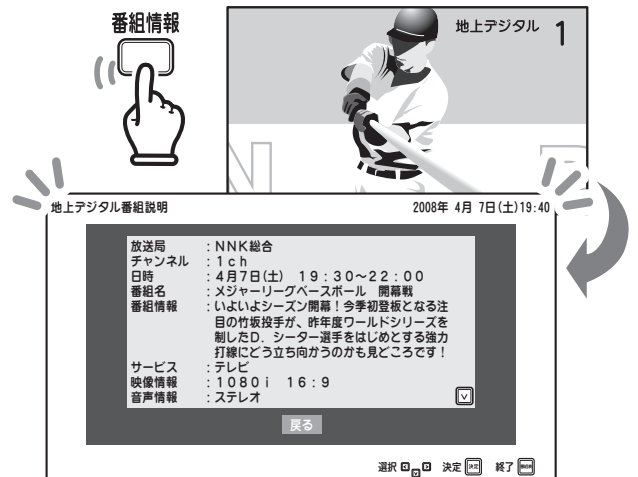 番組情報
地上デジタル 1
地上デジタル番組説明 2008年 4月 7日(土)19:40
放送局 :NNK総合
チャンネル :1ch
日時 :4月7日(土) 19:30〜22:00
番組名 :メジャーリーグベースボール 開幕戦
番組情報 :いよいよシーズン開幕!今季初登板となる注
目の竹坂投手が、昨年度ワールドシリーズを
制したD.シーター選手をはじめとする強力
打線にどう立ち向かうのかも見どころです!
サービス :テレビ
映像情報 :1080i 16:9
音声情報 :ステレオ
戻る
選択 決定 決定 終了